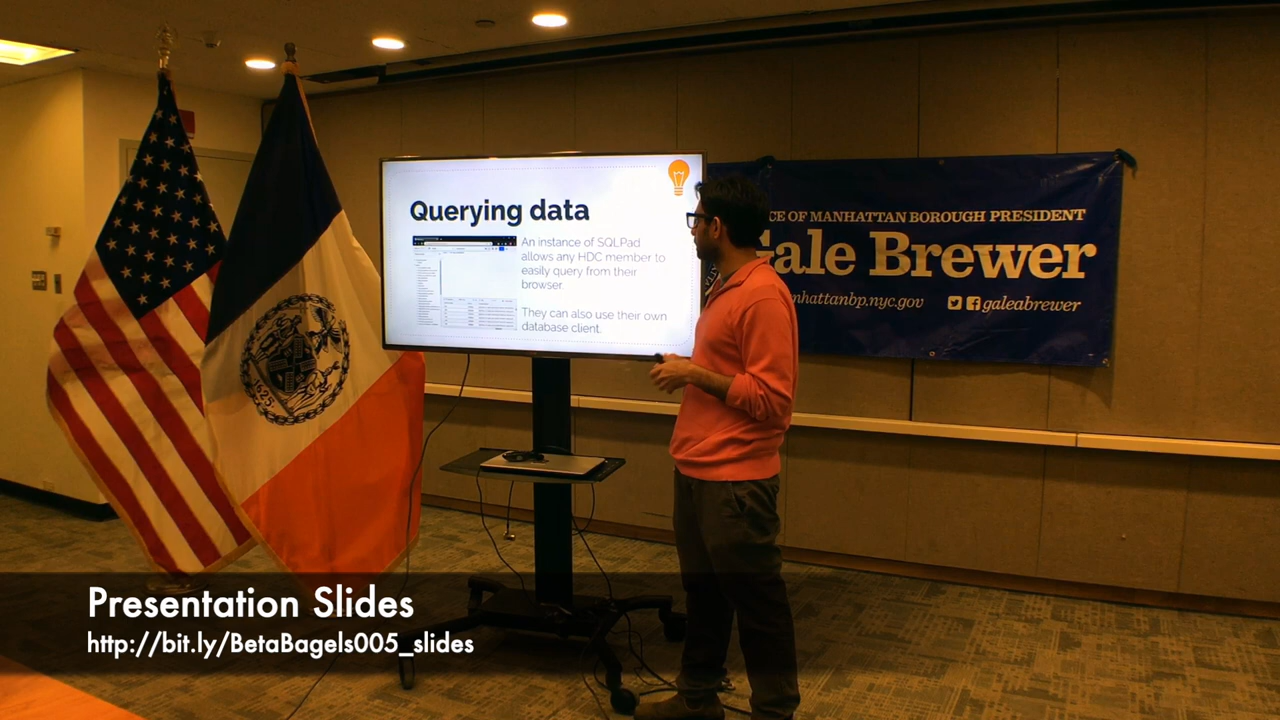 Querying data
An instance of SQLPad
allows any HDC member to
easily query from their
browser.
They can also use their own
database client.
CE OF MANHATTAN BOROUGH PRESIDENT
Gale Brewer
nhattanbp.nyc.gov
galeabrewer
1625
Presentation Slides
http://bit.ly/BetaBagels005_slides